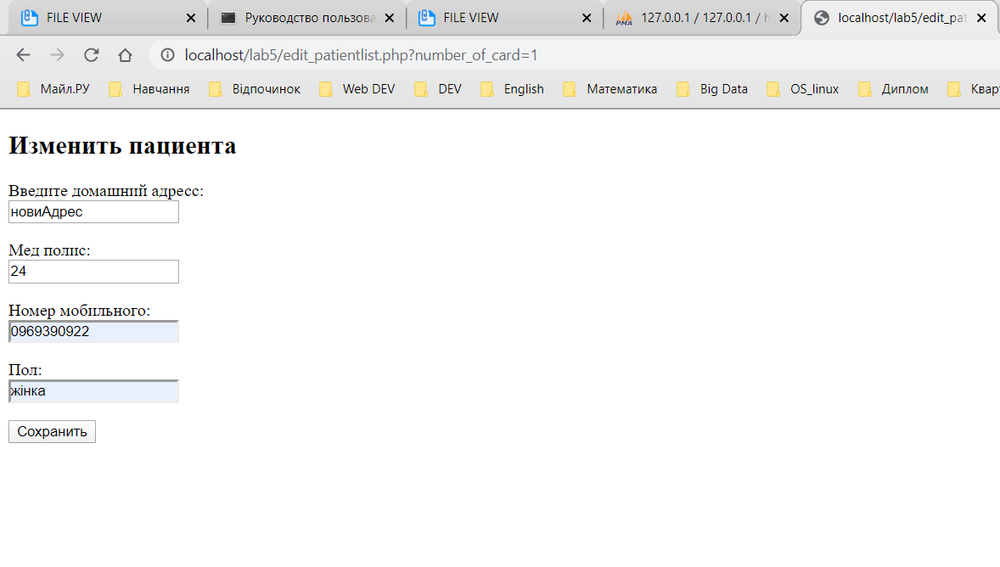 FILE VIEW
Руководство пользова
FILE VIEW
127.0.0.1 / 127.0.0.1 / h
localhost/lab5/edit_pat
localhost/lab5/edit_patientlist.php?number_of_card=1
Майл.РУ Навчання Відпочинок Web DEV DEV English Математика Big Data OS_linux Диплом Квар
Изменить пациента
Введите домашний адресс:
новиАдрес
Мед полис:
24
Номер мобильного:
0969390922
Пол:
жінка
Сохранить